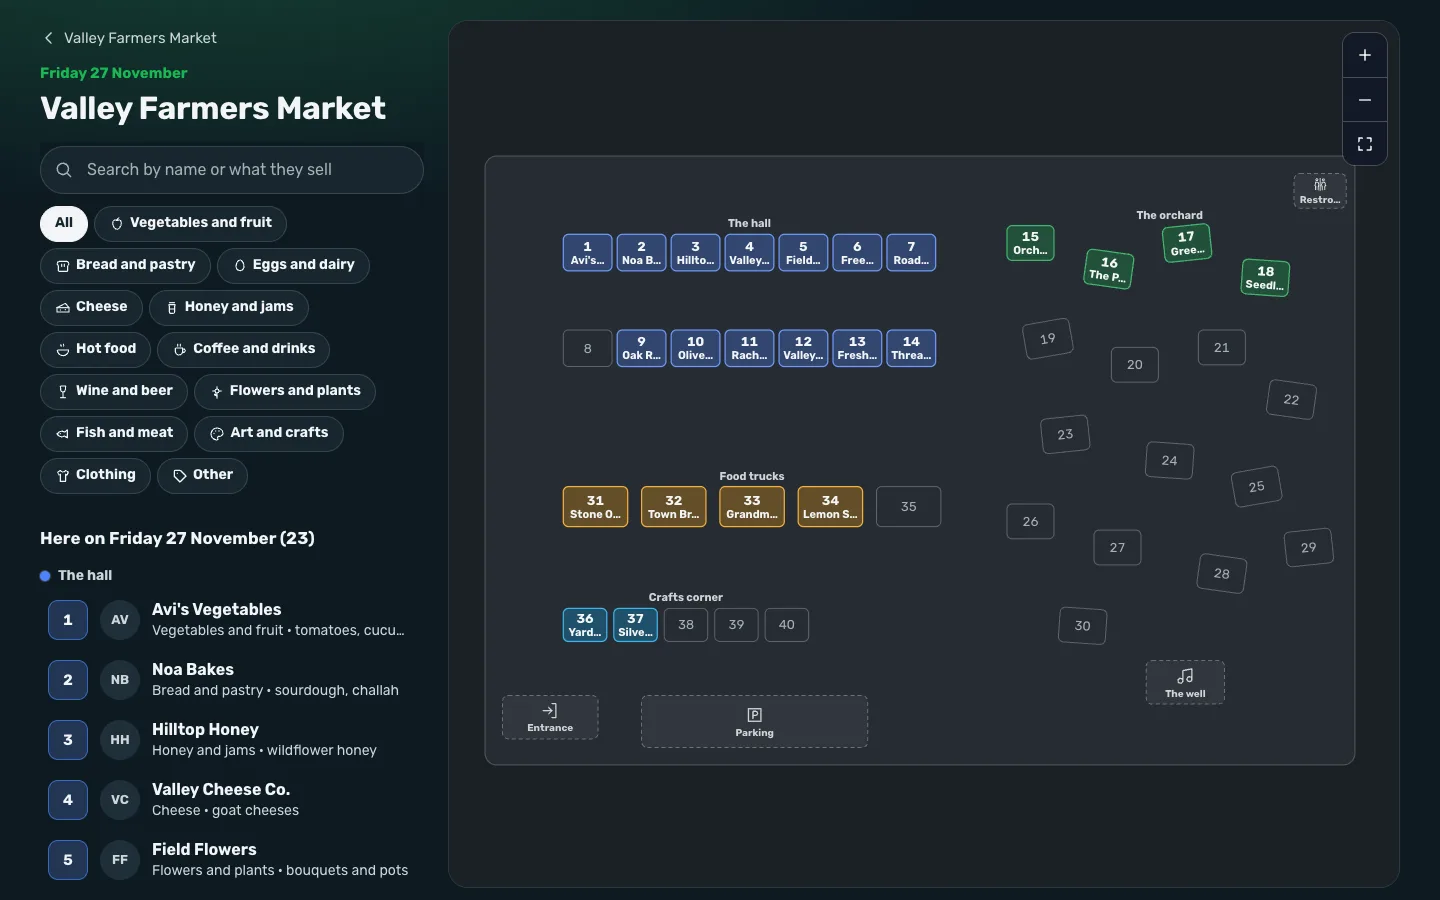 Valley Farmers Market
Friday 27 November
Valley Farmers Market
Search by name or what they sell
All
Vegetables and fruit
Bread and pastry
Eggs and dairy
Cheese
Honey and jams
Hot food
Coffee and drinks
Wine and beer
Flowers and plants
Fish and meat
Art and crafts
Clothing
Other
Here on Friday 27 November (23)
The hall
1
AV
Avi's Vegetables
Vegetables and fruit • tomatoes, cucu...
2
NB
Noa Bakes
Bread and pastry • sourdough, challah
3
HH
Hilltop Honey
Honey and jams • wildflower honey
4
VC
Valley Cheese Co.
Cheese • goat cheeses
5
FF
Field Flowers
Flowers and plants • bouquets and pots
+
−
Restro...
The hall
1
Avi's...
2
Noa B...
3
Hillto...
4
Valley...
5
Field...
6
Free...
7
Road...
8
9
Oak R...
10
Olive...
11
Rach...
12
Valley...
13
Fresh...
14
Threa...
The orchard
15
Orch...
16
The P...
17
Gree...
18
Seedl...
19
20
21
22
23
24
25
26
27
28
29
30
Food trucks
31
Stone O...
32
Town Br...
33
Grandm...
34
Lemon S...
35
Crafts corner
36
Yard...
37
Silve...
38
39
40
The well
Entrance
P
Parking